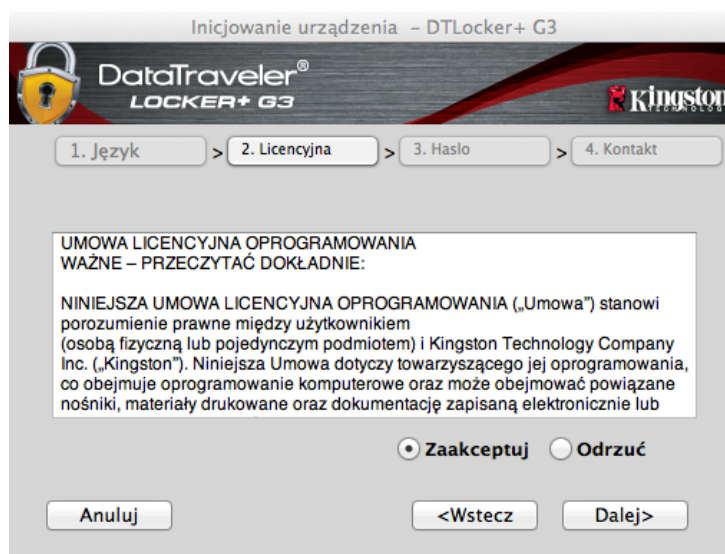 Inicjowanie urządzenia – DTLocker+ G3
DataTraveler®
LOCKER+ G3
Kingston
TECHNOLOG
1. Język > 2. Licencyjna > 3. Haslo > 4. Kontakt
UMOWA LICENCYJNA OPROGRAMOWANIA
WAŻNE – PRZECZYTAĆ DOKŁADNIE:
NINIEJSZA UMOWA LICENCYJNA OPROGRAMOWANIA („Umowa”) stanowi
porozumienie prawne między użytkownikiem
(osobą fizyczną lub pojedynczym podmiotem) i Kingston Technology Company
Inc. („Kingston”). Niniejsza Umowa dotyczy towarzyszącego jej oprogramowania,
co obejmuje oprogramowanie komputerowe oraz może obejmować powiązane
nośniki, materiały drukowane oraz dokumentację zapisaną elektronicznie lub
Zaakceptuj Odrzuć
Anuluj <Wstecz Dalej>